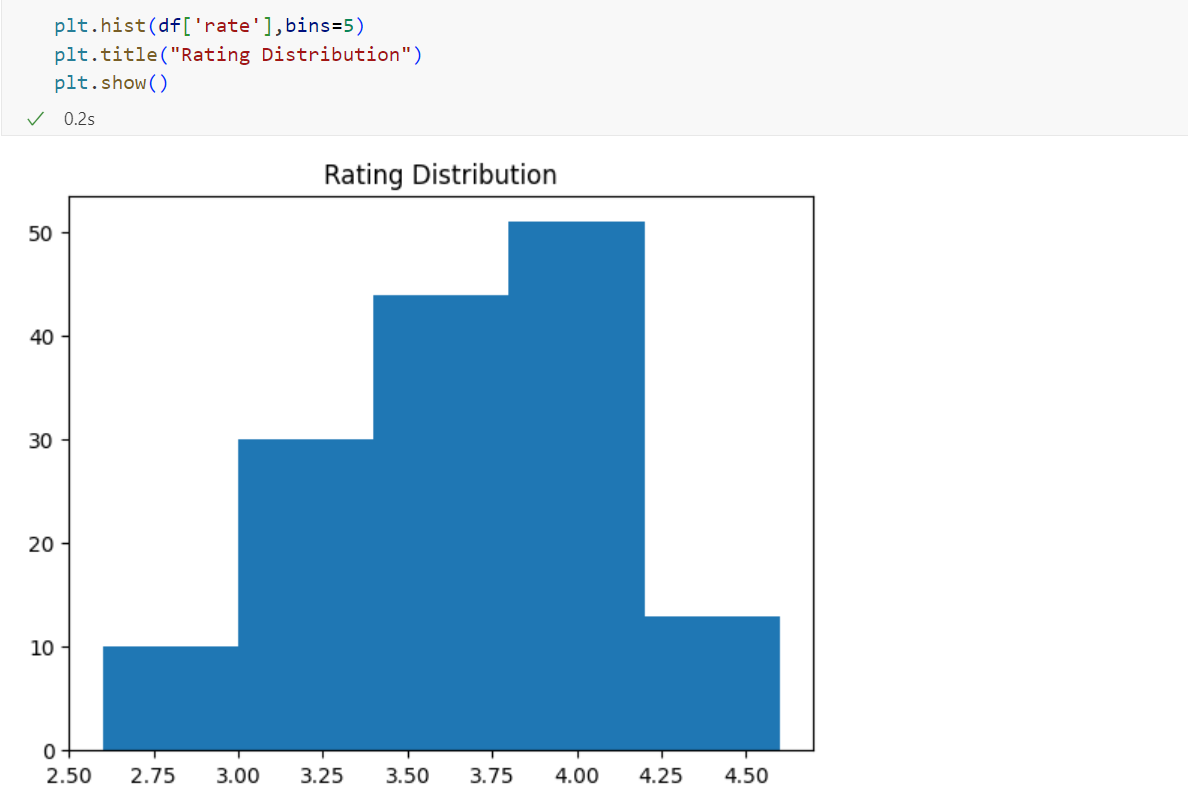 plt.hist(df['rate'],bins=5)
plt.title("Rating Distribution")
plt.show()
✓ 0.2s
Rating Distribution
50
40
30
20
10
0
2.50 2.75 3.00 3.25 3.50 3.75 4.00 4.25 4.50